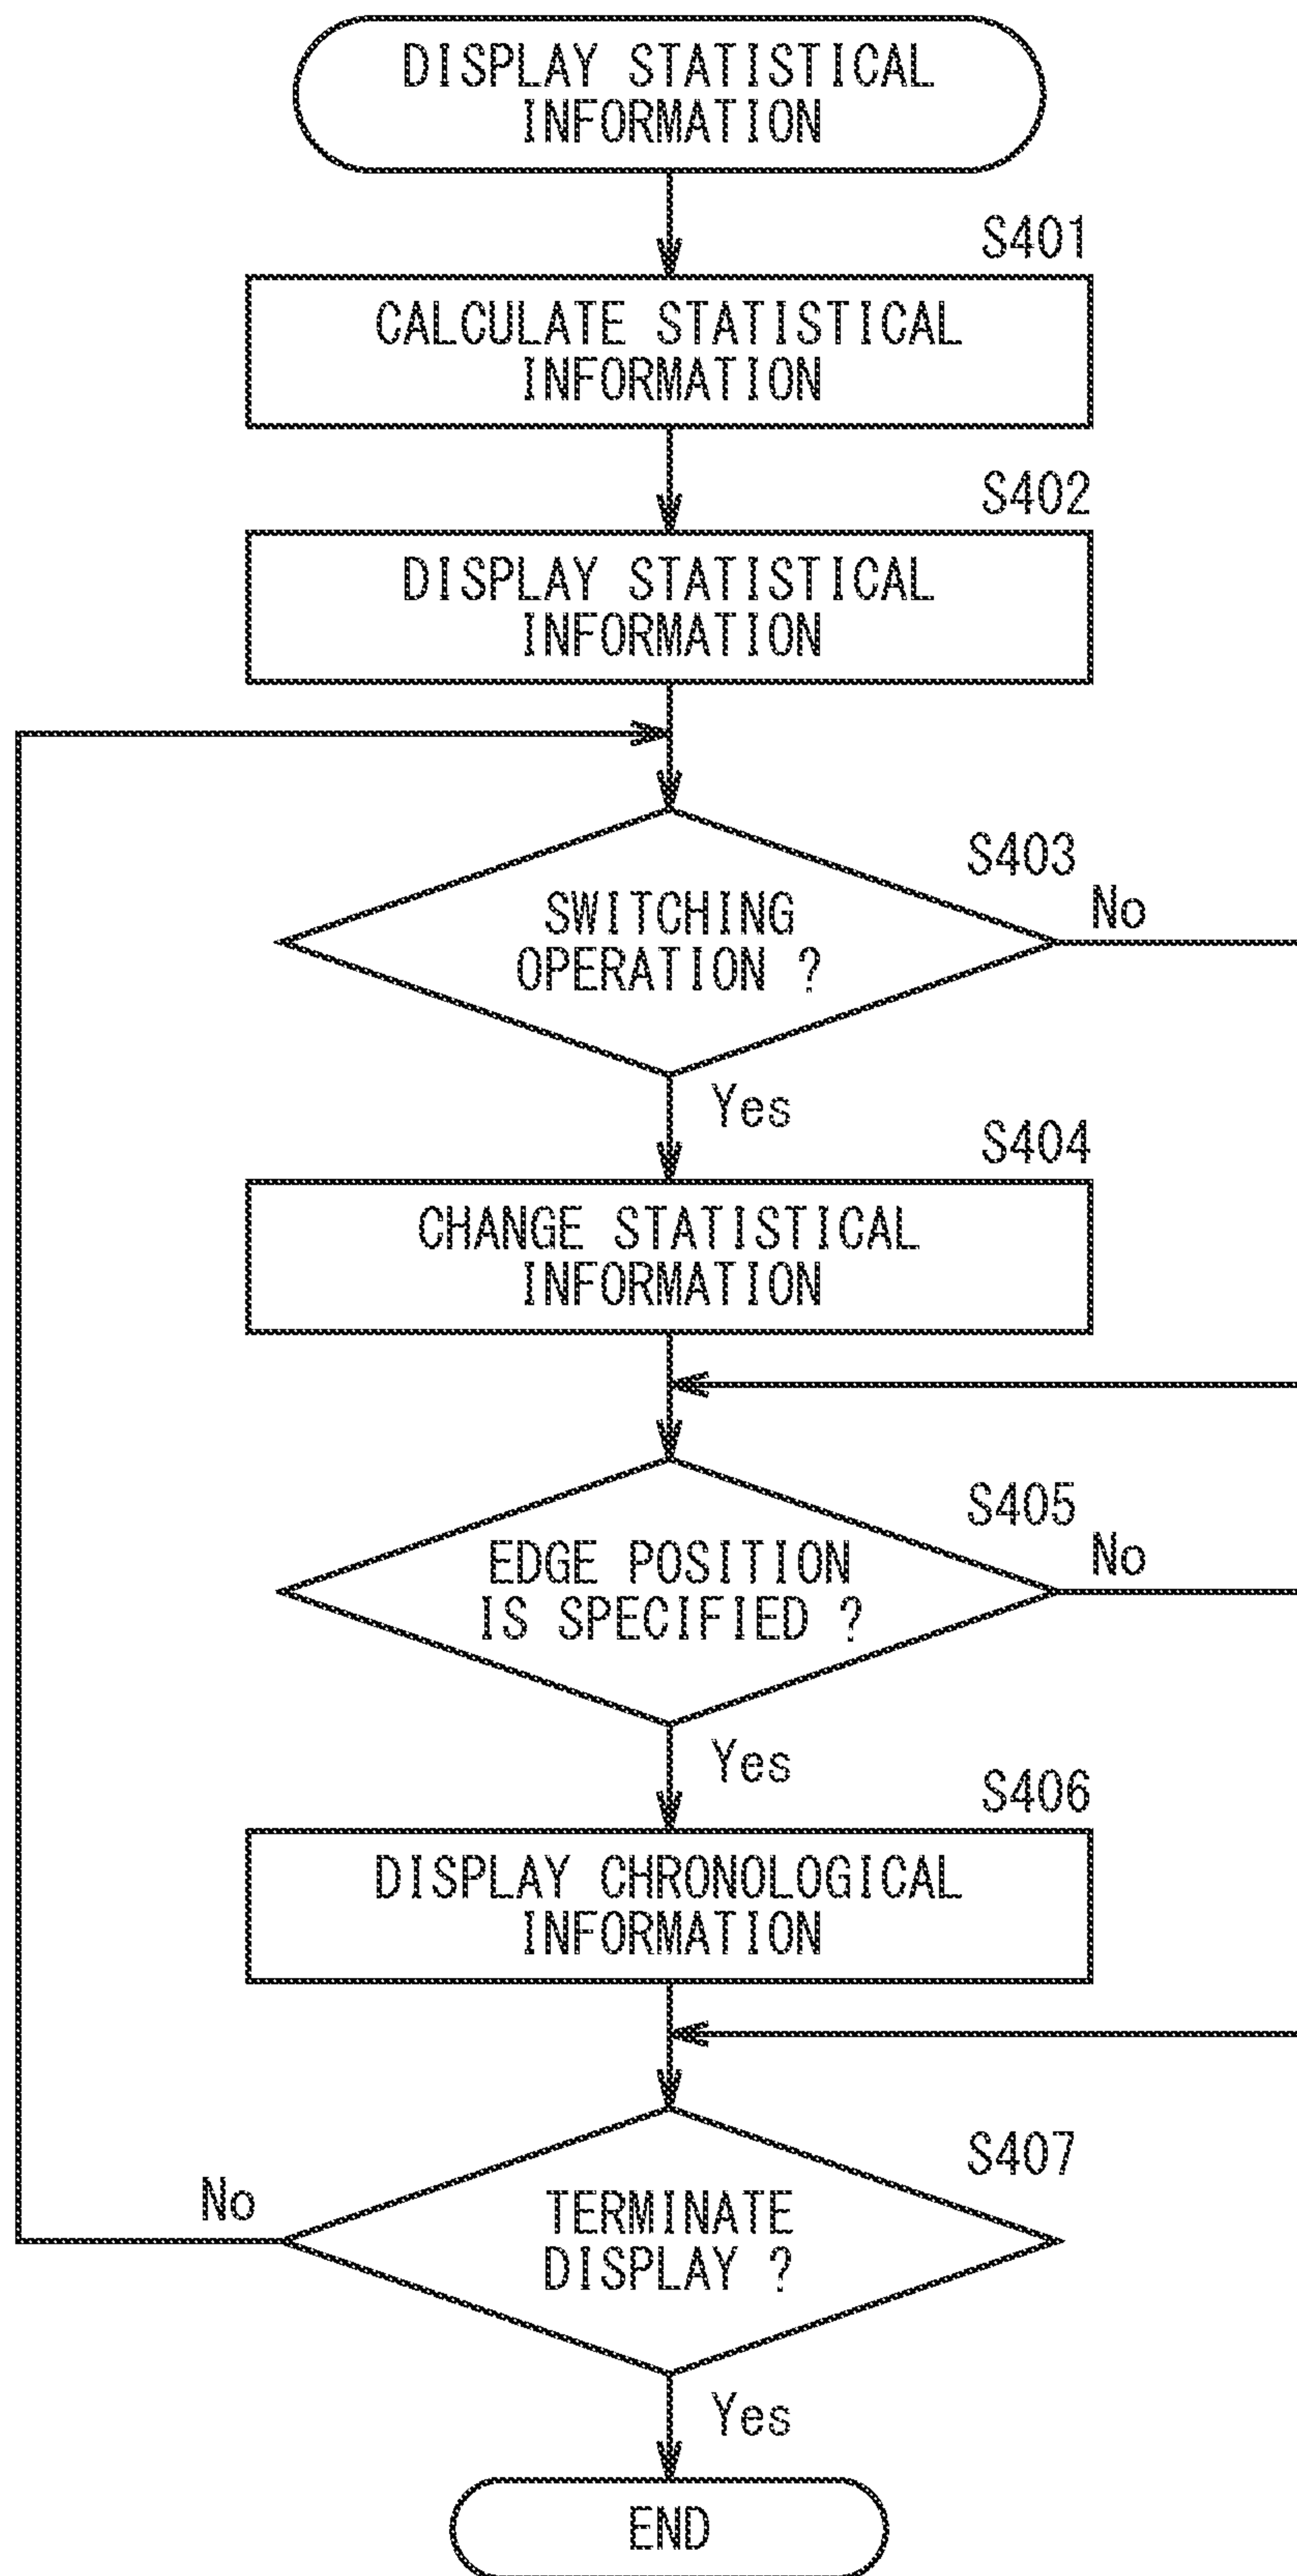 DISPLAY STATISTICAL
INFORMATION
S401
CALCULATE STATISTICAL
INFORMATION
S402
DISPLAY STATISTICAL
INFORMATION
S403
No
SWITCHING
OPERATION ?
Yes
S404
CHANGE STATISTICAL
INFORMATION
S405
No
EDGE POSITION
IS SPECIFIED ?
Yes
S406
DISPLAY CHRONOLOGICAL
INFORMATION
S407
No
TERMINATE
DISPLAY ?
Yes
END